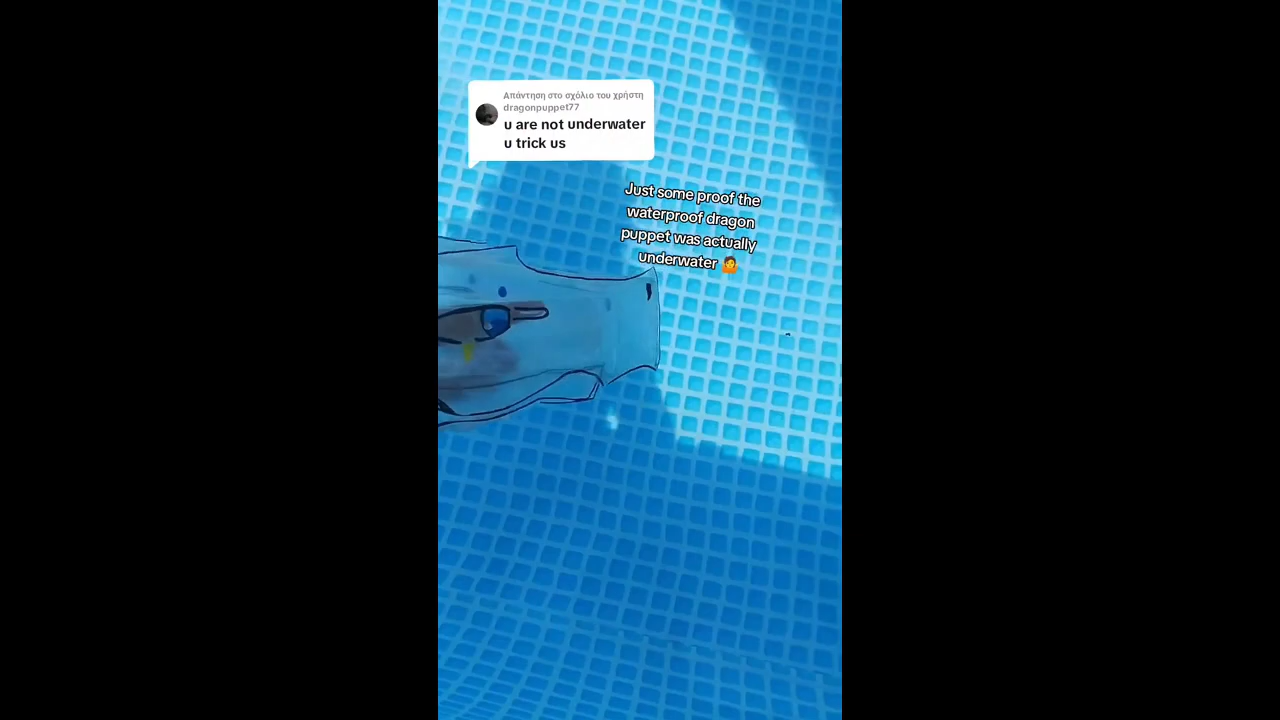 Απάντηση στο σχόλιο του χρήστη
dragonpuppet77
u are not underwater
u trick us
Just some proof the
waterproof dragon
puppet was actually
underwater 🤷